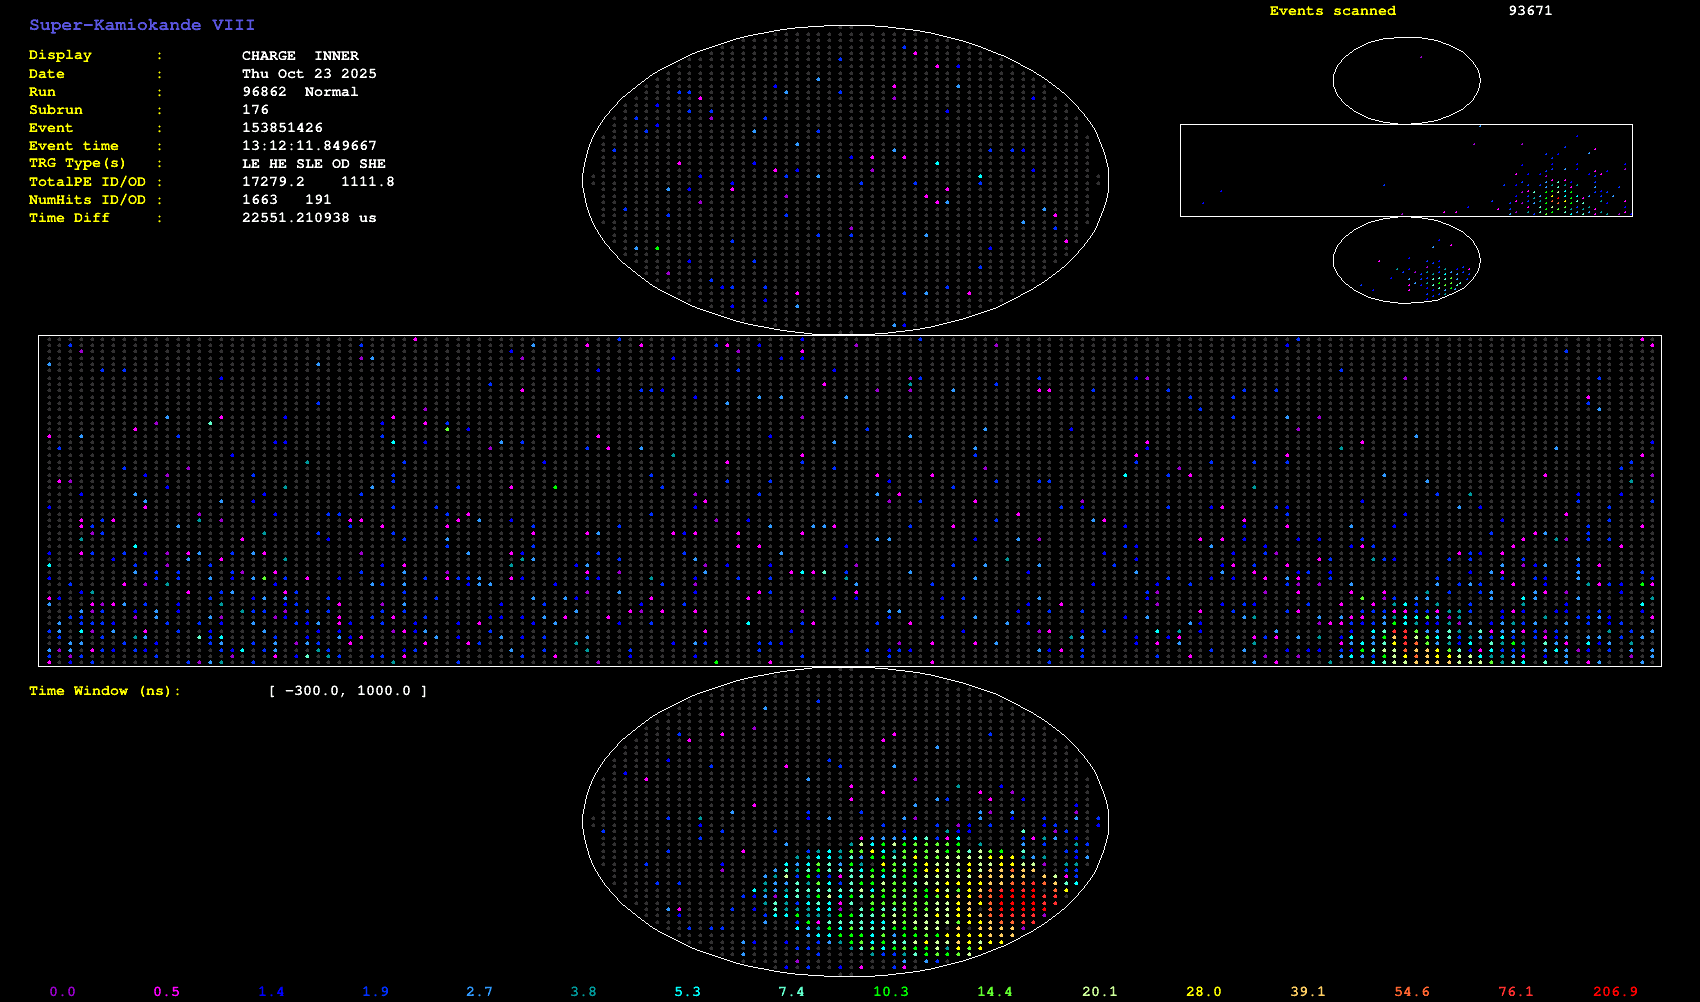 Super-Kamiokande VIII
Events scanned 93671
Display : CHARGE INNER
Date : Thu Oct 23 2025
Run : 96862 Normal
Subrun : 176
Event : 153851426
Event time : 13:12:11.849667
TRG Type(s) : LE HE SLE OD SHE
TotalPE ID/OD : 17279.2 1111.8
NumHits ID/OD : 1663 191
Time Diff : 22551.210938 us
Time Window (ns): [ -300.0, 1000.0 ]
0.0 0.5 1.4 1.9 2.7 3.8 5.3 7.4 10.3 14.4 20.1 28.0 39.1 54.6 76.1 206.9